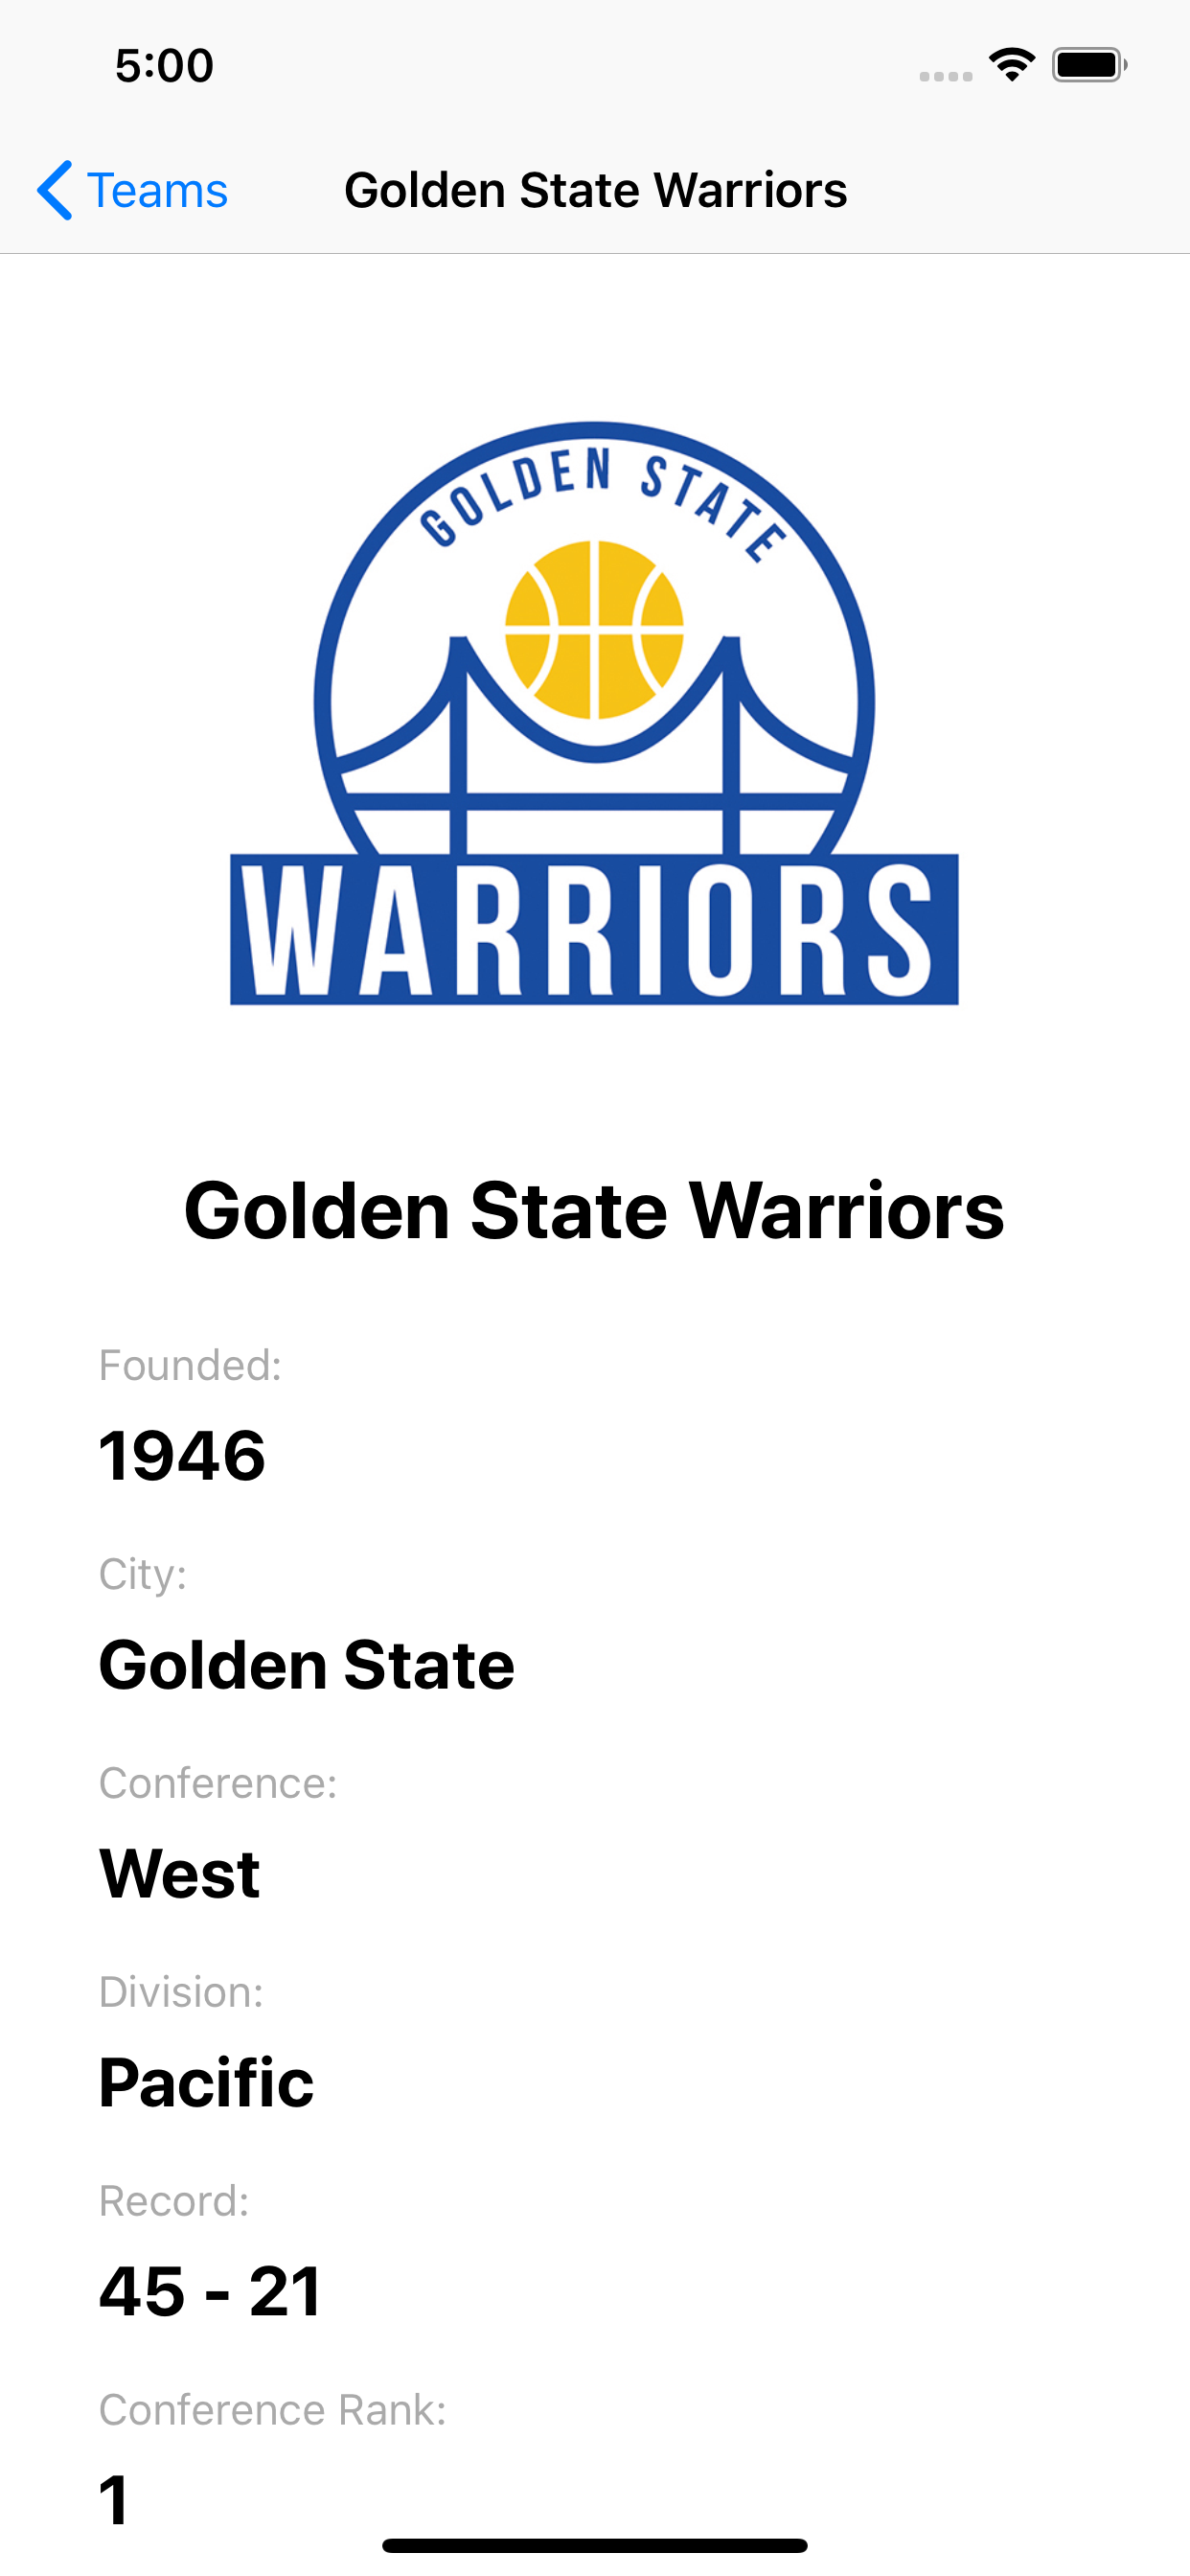 5:00
Teams
Golden State Warriors
GOLDEN STATE
WARRIORS
Golden State Warriors
Founded:
1946
City:
Golden State
Conference:
West
Division:
Pacific
Record:
45 - 21
Conference Rank:
1